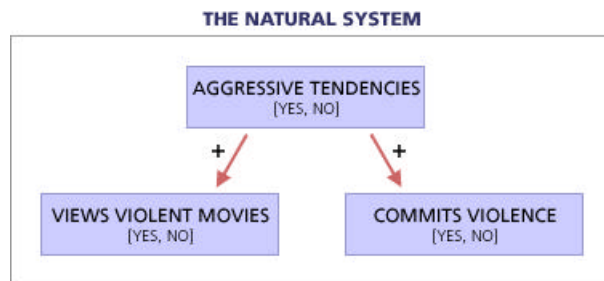 THE NATURAL SYSTEM
AGGRESSIVE TENDENCIES
[YES, NO]
+
+
VIEWS VIOLENT MOVIES
[YES, NO]
COMMITS VIOLENCE
[YES, NO]